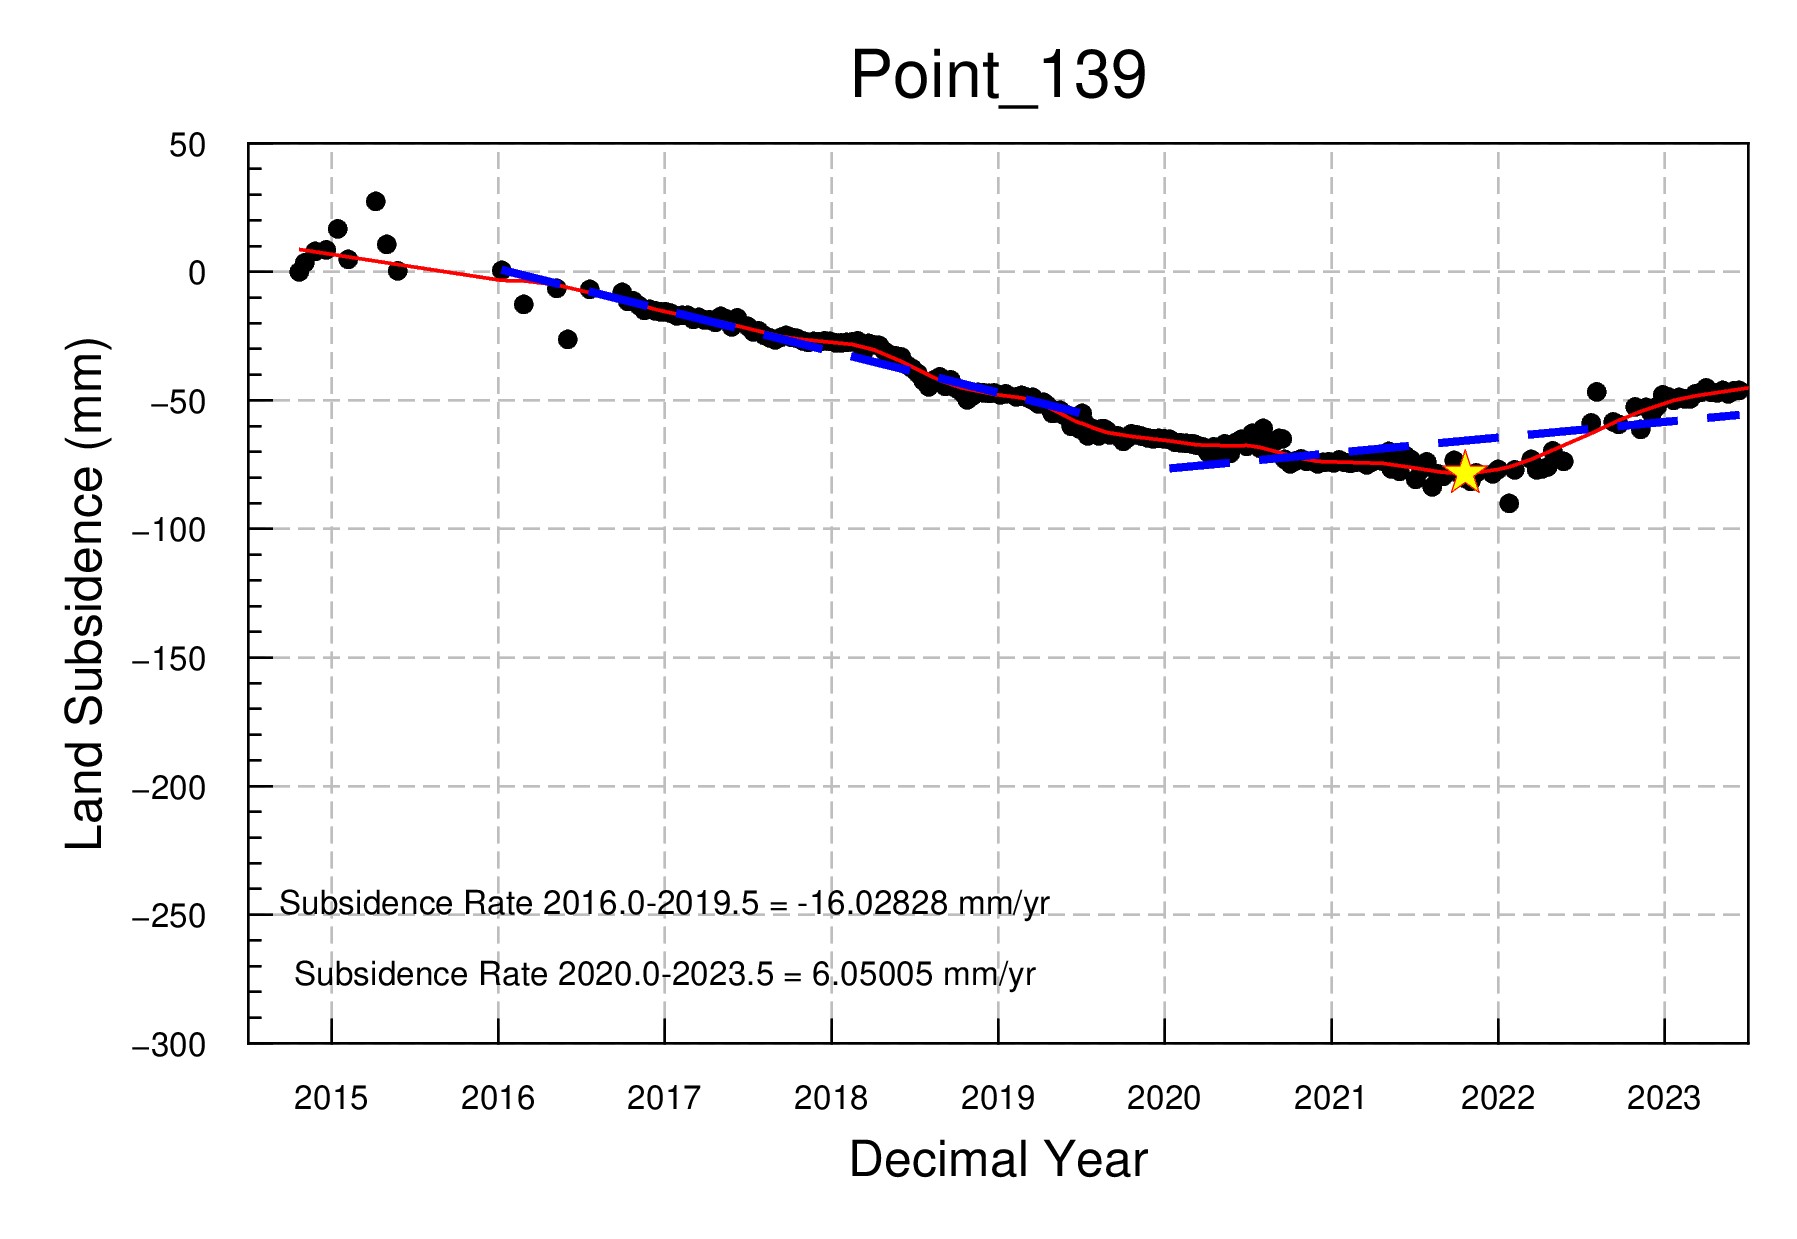 Point_139
50
0
−50
−100
−150
−200
−250
−300
Land Subsidence (mm)
Subsidence Rate 2016.0-2019.5 = -16.02828 mm/yr
Subsidence Rate 2020.0-2023.5 = 6.05005 mm/yr
2015 2016 2017 2018 2019 2020 2021 2022 2023
Decimal Year